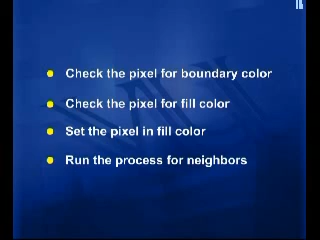 Check the pixel for boundary color
Check the pixel for fill color
Set the pixel in fill color
Run the process for neighbors